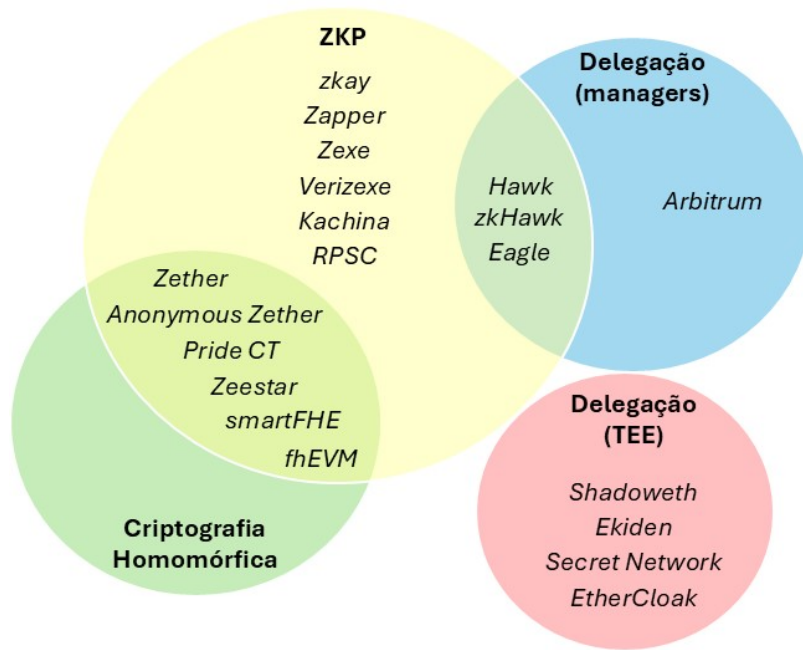 ZKP
zkay
Zapper
Zexe
Verizexe
Kachina
RPSC
Delegação
(managers)
Hawk
zkHawk
Eagle
Arbitrum
Zether
Anonymous Zether
Pride CT
Zeestar
smartFHE
fhEVM
Criptografia
Homomórfica
Delegação
(TEE)
Shadoweth
Ekiden
Secret Network
EtherCloak